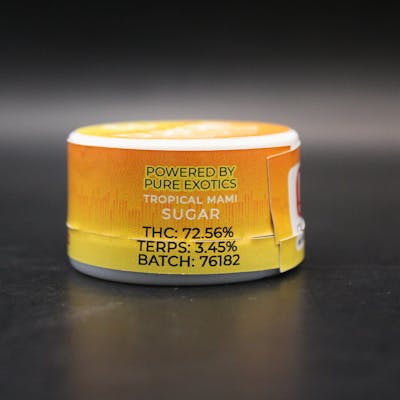 POWERED BY
PURE EXOTICS
TROPICAL MAMI
SUGAR
THC: 72.56%
TERPS: 3.45%
BATCH: 76182